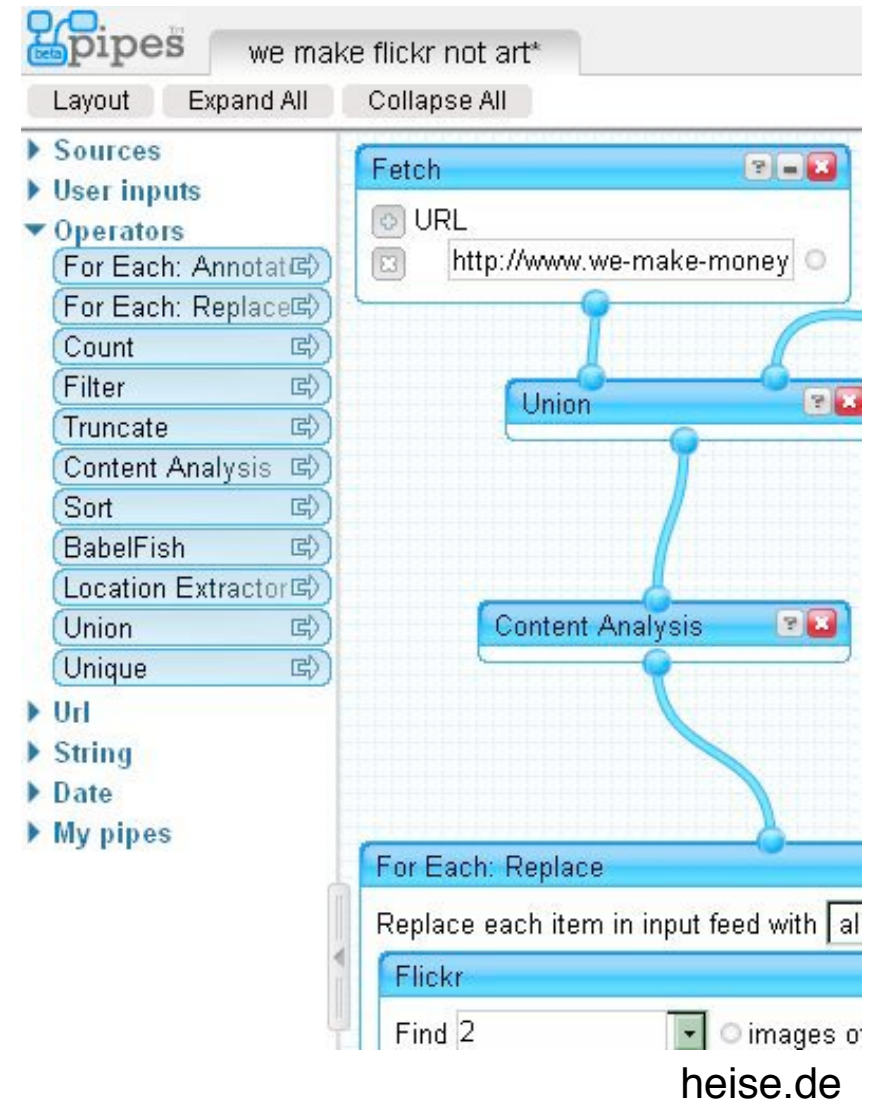 pipes™
beta
we make flickr not art*
Layout Expand All Collapse All
Sources
User inputs
Operators
For Each: Annotat
For Each: Replace
Count
Filter
Truncate
Content Analysis
Sort
BabelFish
Location Extractor
Union
Unique
Url
String
Date
My pipes
Fetch
URL
http://www.we-make-money
Union
Content Analysis
For Each: Replace
Replace each item in input feed with al
Flickr
Find 2 images of
heise.de